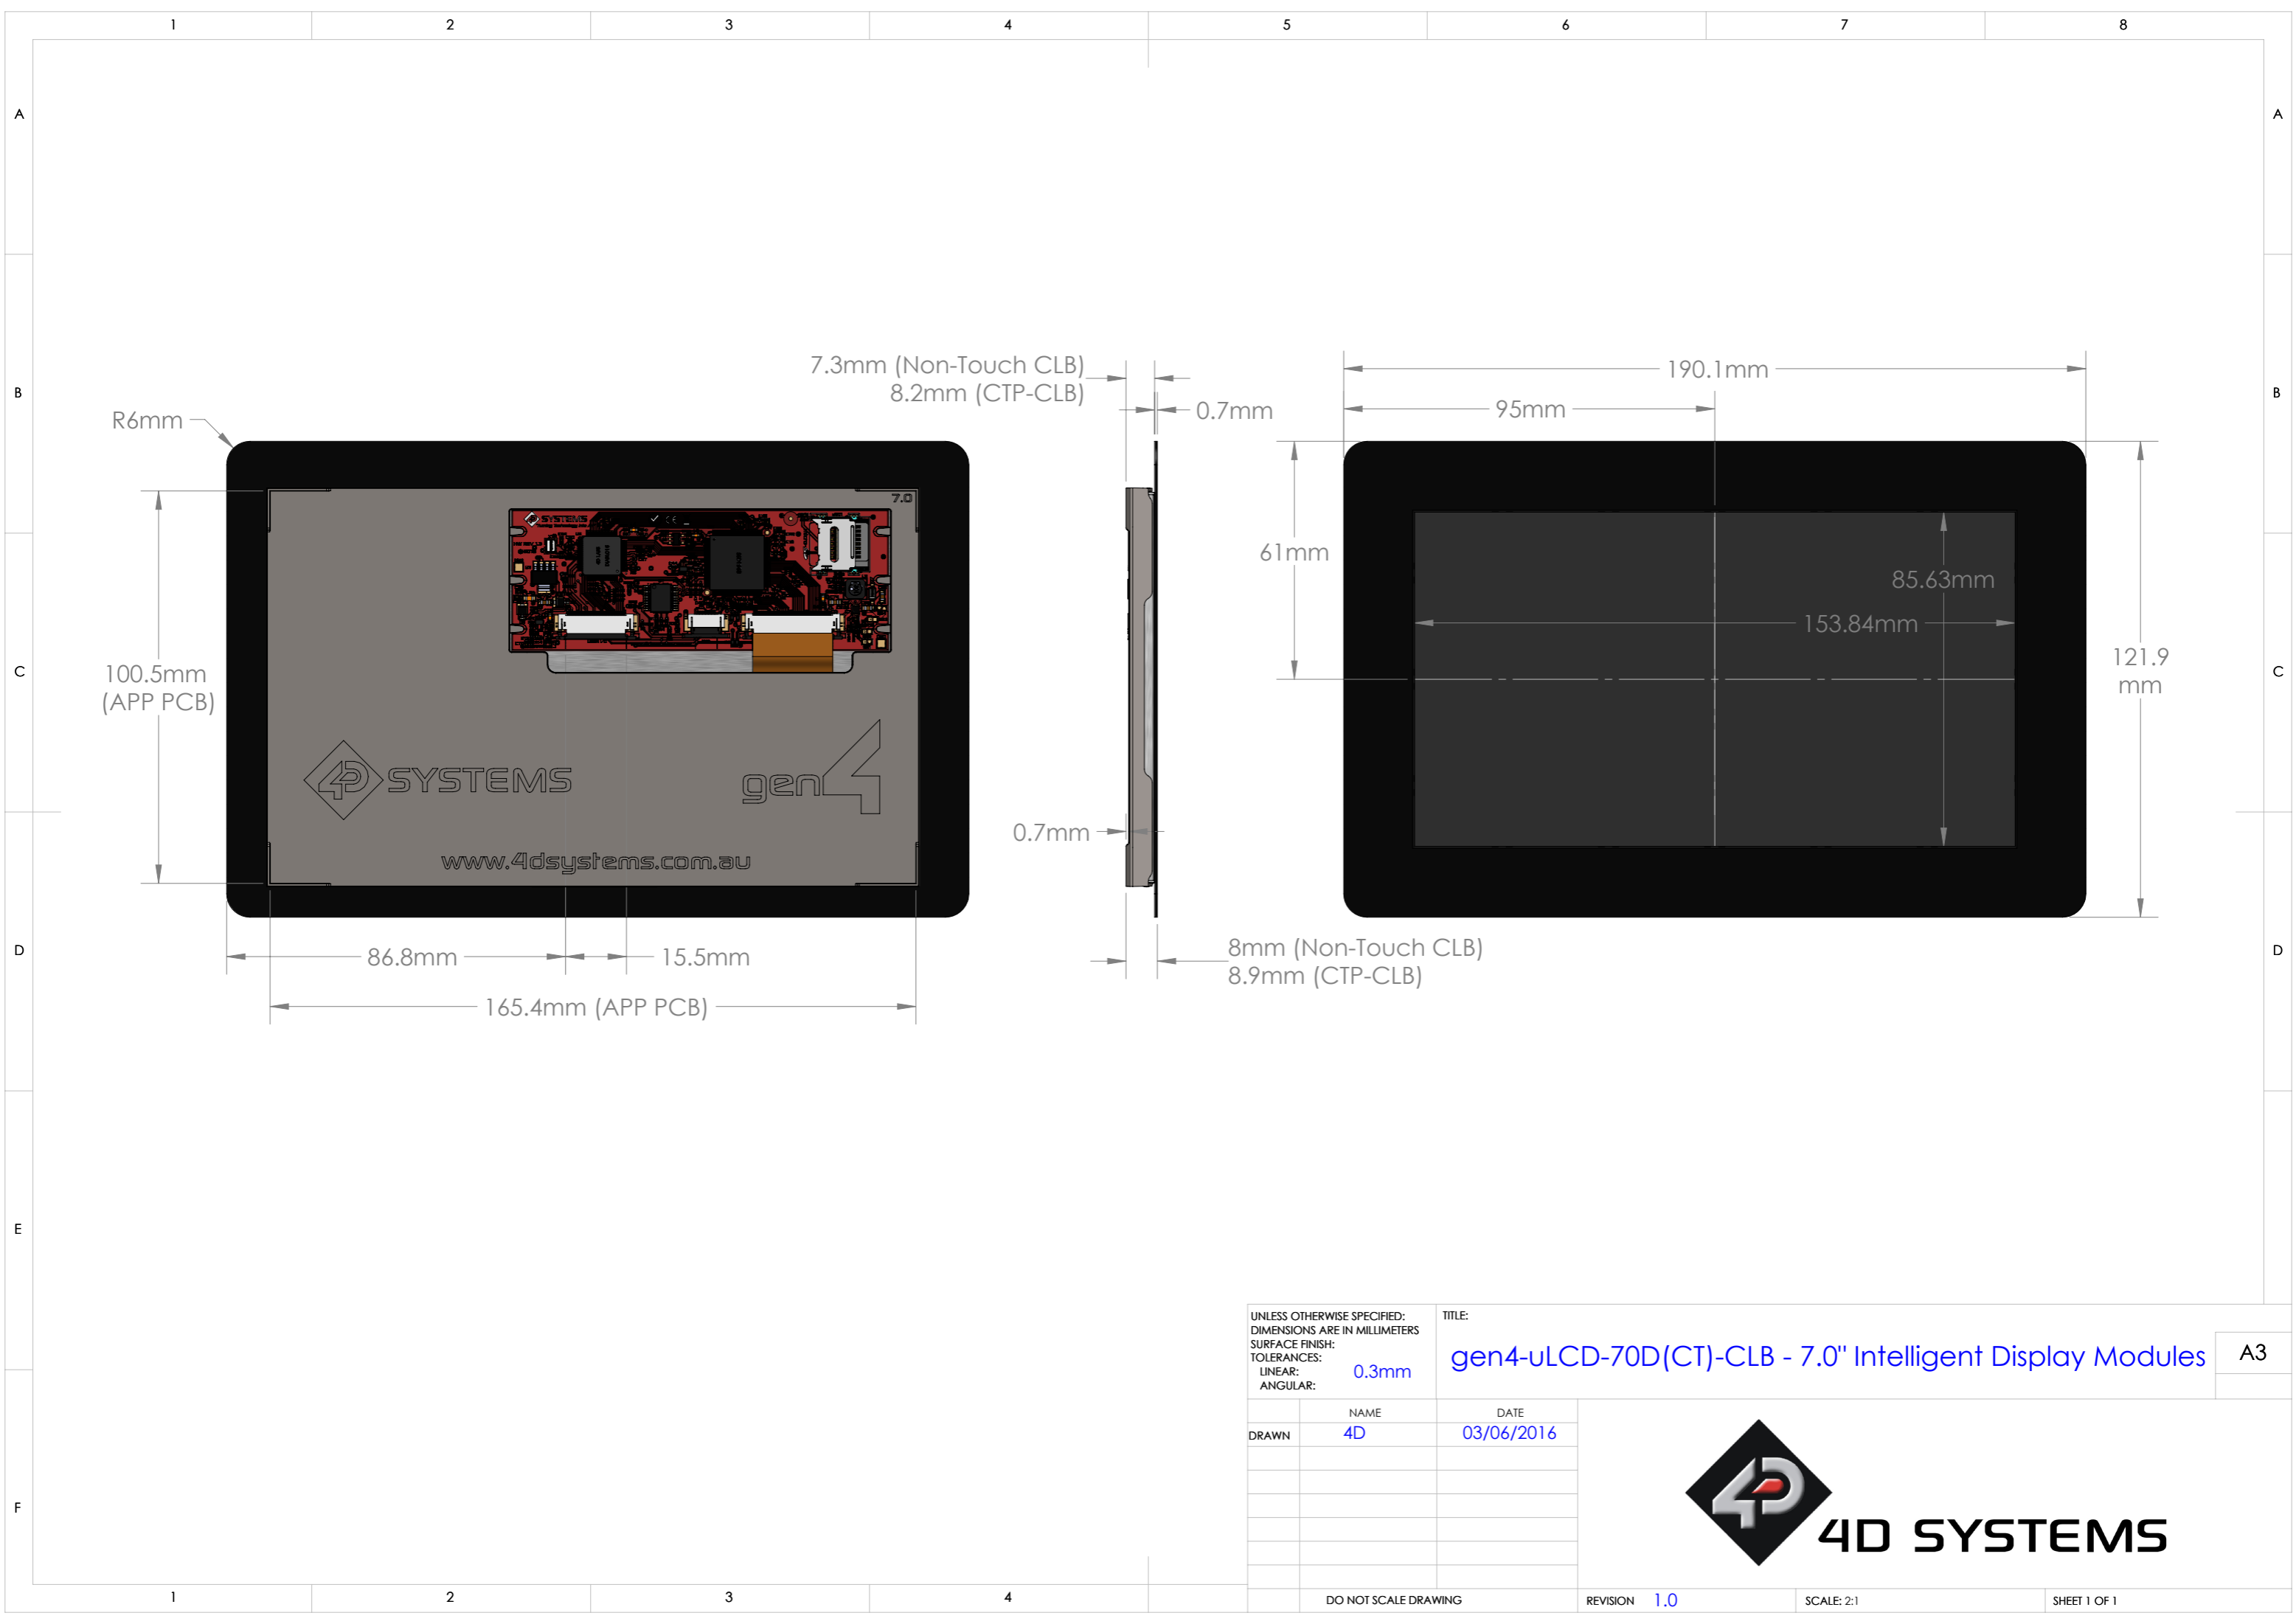 1 2 3 4 5 6 7 8
A A
B B
C C
D D
E
F
7.3mm (Non-Touch CLB)
8.2mm (CTP-CLB)
0.7mm
190.1mm
95mm
R6mm
7.0
SYSTEMS
61mm
85.63mm
153.84mm
100.5mm
(APP PCB)
121.9
mm
4D SYSTEMS
gen4
0.7mm
www.4dsystems.com.au
86.8mm
15.5mm
8mm (Non-Touch CLB)
8.9mm (CTP-CLB)
165.4mm (APP PCB)
UNLESS OTHERWISE SPECIFIED:
DIMENSIONS ARE IN MILLIMETERS
SURFACE FINISH:
TOLERANCES:
LINEAR: 0.3mm
ANGULAR:
TITLE:
gen4-uLCD-70D(CT)-CLB - 7.0" Intelligent Display Modules
A3
NAME DATE
DRAWN 4D 03/06/2016
4D SYSTEMS
DO NOT SCALE DRAWING
REVISION 1.0
SCALE: 2:1
SHEET 1 OF 1
1 2 3 4